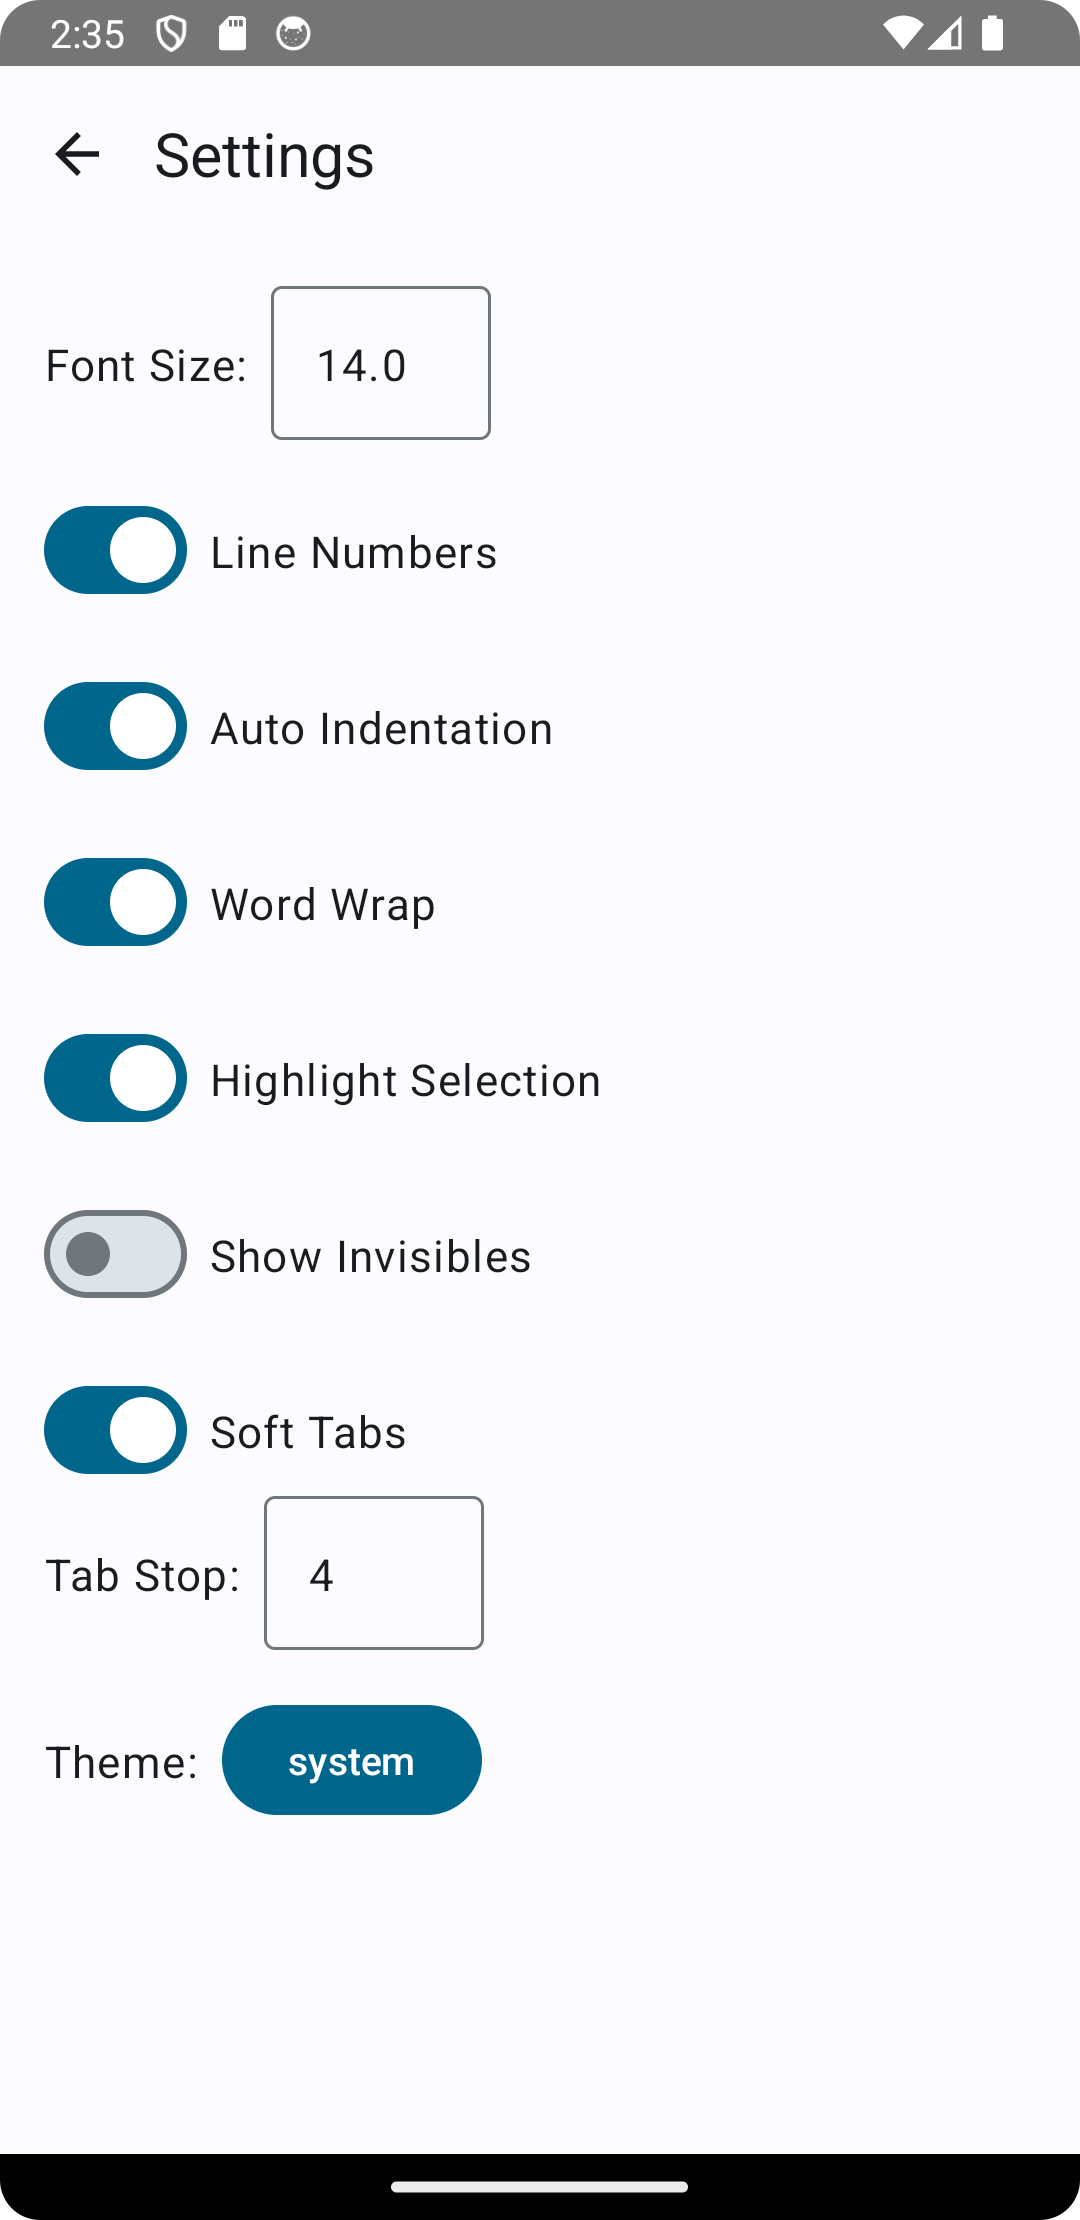 2:35
Settings
Font Size: 14.0
Line Numbers
Auto Indentation
Word Wrap
Highlight Selection
Show Invisibles
Soft Tabs
Tab Stop: 4
Theme: system